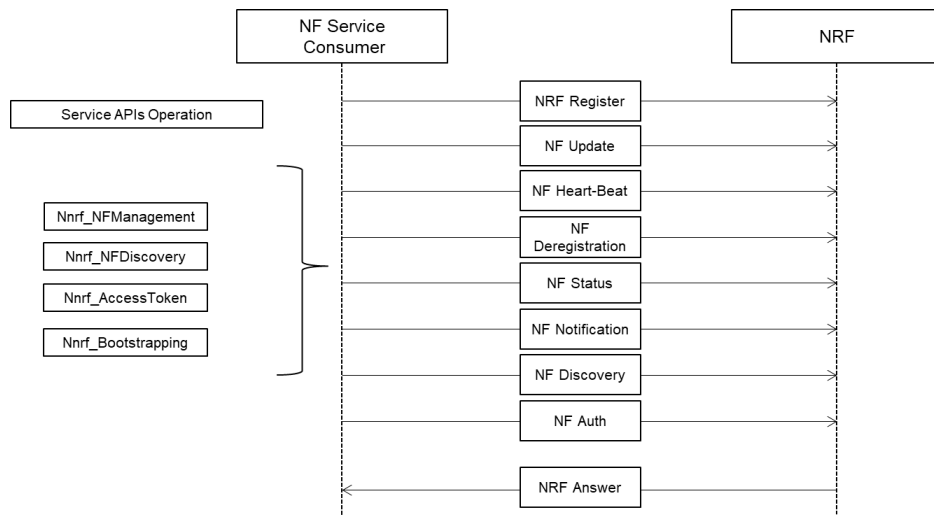 NF Service
Consumer
NRF
Service APIs Operation
Nnrf_NFManagement
Nnrf_NFDiscovery
Nnrf_AccessToken
Nnrf_Bootstrapping
NRF Register
NF Update
NF Heart-Beat
NF
Deregistration
NF Status
NF Notification
NF Discovery
NF Auth
NRF Answer